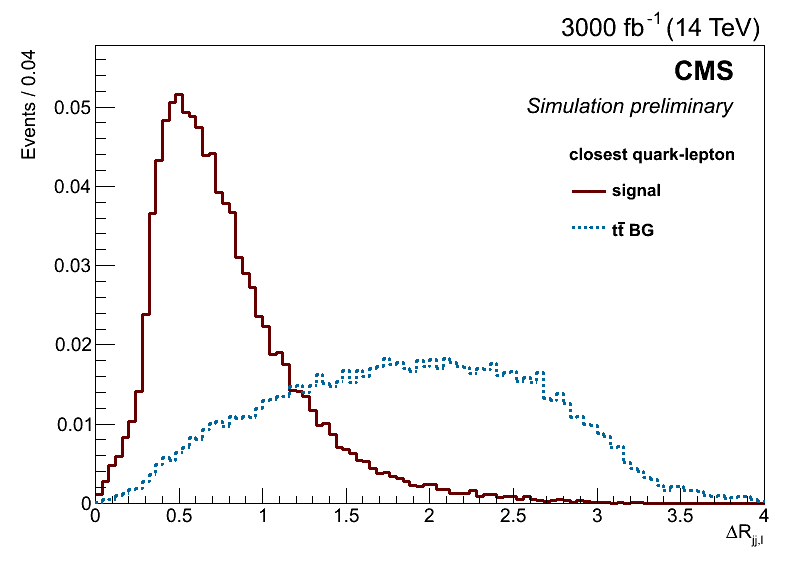 3000 fb⁻¹ (14 TeV)
Events / 0.04
CMS
Simulation preliminary
closest quark-lepton
signal
tt̄ BG
0.05
0.04
0.03
0.02
0.01
0
0 0.5 1 1.5 2 2.5 3 3.5 4
ΔR_jj,l